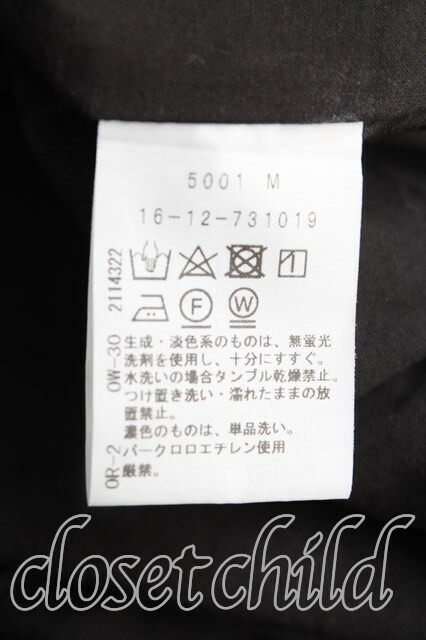 5001 M
16-12-731019
2114322
OW-30
OR-2
F
W
生成・淡色系のものは、無蛍光
洗剤を使用し、十分にすすぐ。
水洗いの場合タンブル乾燥禁止。
つけ置き洗い・濡れたままの放
置禁止。
濃色のものは、単品洗い。
パークロロエチレン使用
厳禁。
closet child